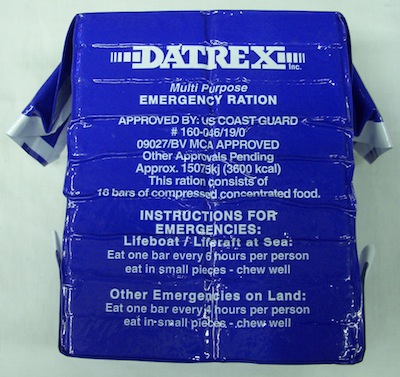 DATREX Inc.
Multi Purpose
EMERGENCY RATION
APPROVED BY: US COAST GUARD
# 160-046/19/0
09027/BV MCA APPROVED
Other Approvals Pending
Approx. 15075kj (3600 kcal)
This ration consists of
18 bars of compressed concentrated food.
INSTRUCTIONS FOR
EMERGENCIES:
Lifeboat / Liferaft at Sea:
Eat one bar every 6 hours per person
eat in small pieces - chew well
Other Emergencies on Land:
Eat one bar every 4 hours per person
eat in small pieces - chew well